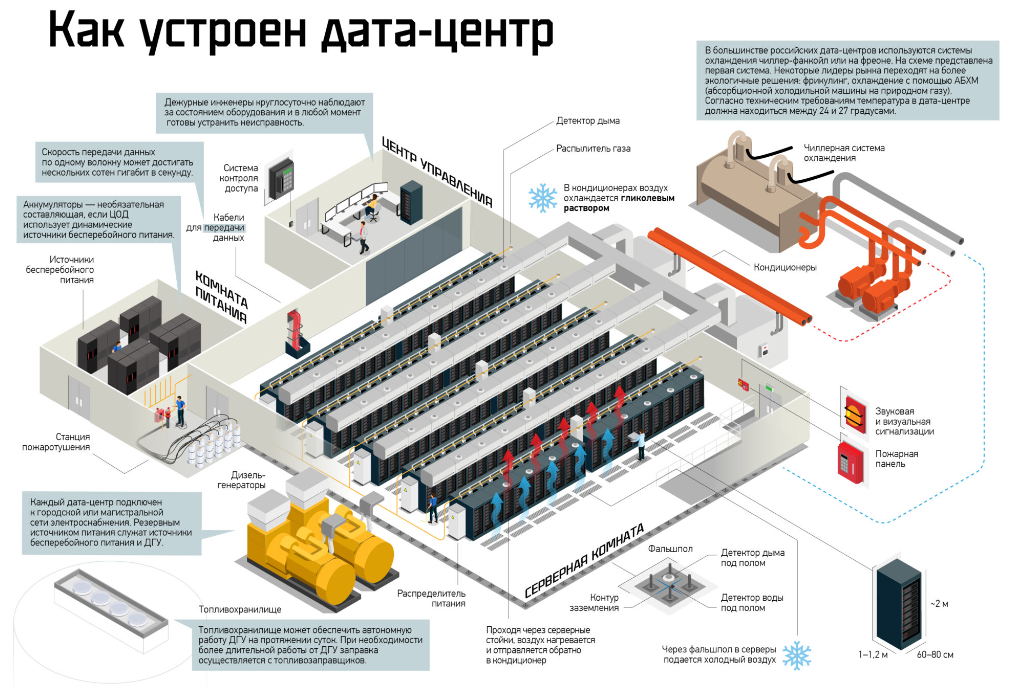 Как устроен дата-центр
В большинстве российских дата-центров используются системы
охлаждения чиллер-фанкойл или на фреоне. На схеме представлена
первая система. Некоторые лидеры рынка переходят на более
экологичные решения: фрикулинг, охлаждение с помощью АБХМ
(абсорбционной холодильной машины на природном газу).
Согласно техническим требованиям температура в дата-центре
должна находиться между 24 и 27 градусами.
Дежурные инженеры круглосуточно наблюдают
за состоянием оборудования и в любой момент
готовы устранить неисправность.
Детектор дыма
Распылитель газа
ЦЕНТР УПРАВЛЕНИЯ
Чиллерная система
охлаждения
Скорость передачи данных
по одному волокну может достигать
нескольких сотен гигабит в секунду.
Система
контроля
доступа
В кондиционерах воздух
охлаждается гликолевым
раствором
Аккумуляторы — необязательная
составляющая, если ЦОД
использует динамические
источники бесперебойного питания.
Кабели
для передачи
данных
Источники
бесперебойного
питания
КОМНАТА
ПИТАНИЯ
Кондиционеры
Звуковая
и визуальная
сигнализации
Пожарная
панель
Станция
пожаротушения
Дизель-
генераторы
Каждый дата-центр подключен
к городской или магистральной
сети электроснабжения. Резервным
источником питания служат источники
бесперебойного питания и ДГУ.
СЕРВЕРНАЯ КОМНАТА
Фальшпол
Детектор дыма
под полом
Контур
заземления
Детектор воды
под полом
Распределитель
питания
Топливохранилище
Топливохранилище может обеспечить автономную
работу ДГУ на протяжении суток. При необходимости
более длительной работы от ДГУ заправка
осуществляется с топливозаправщиков.
Проходя через серверные
стойки, воздух нагревается
и отправляется обратно
в кондиционер
Через фальшпол в серверы
подается холодный воздух
~2 м
1–1,2 м
60–80 см